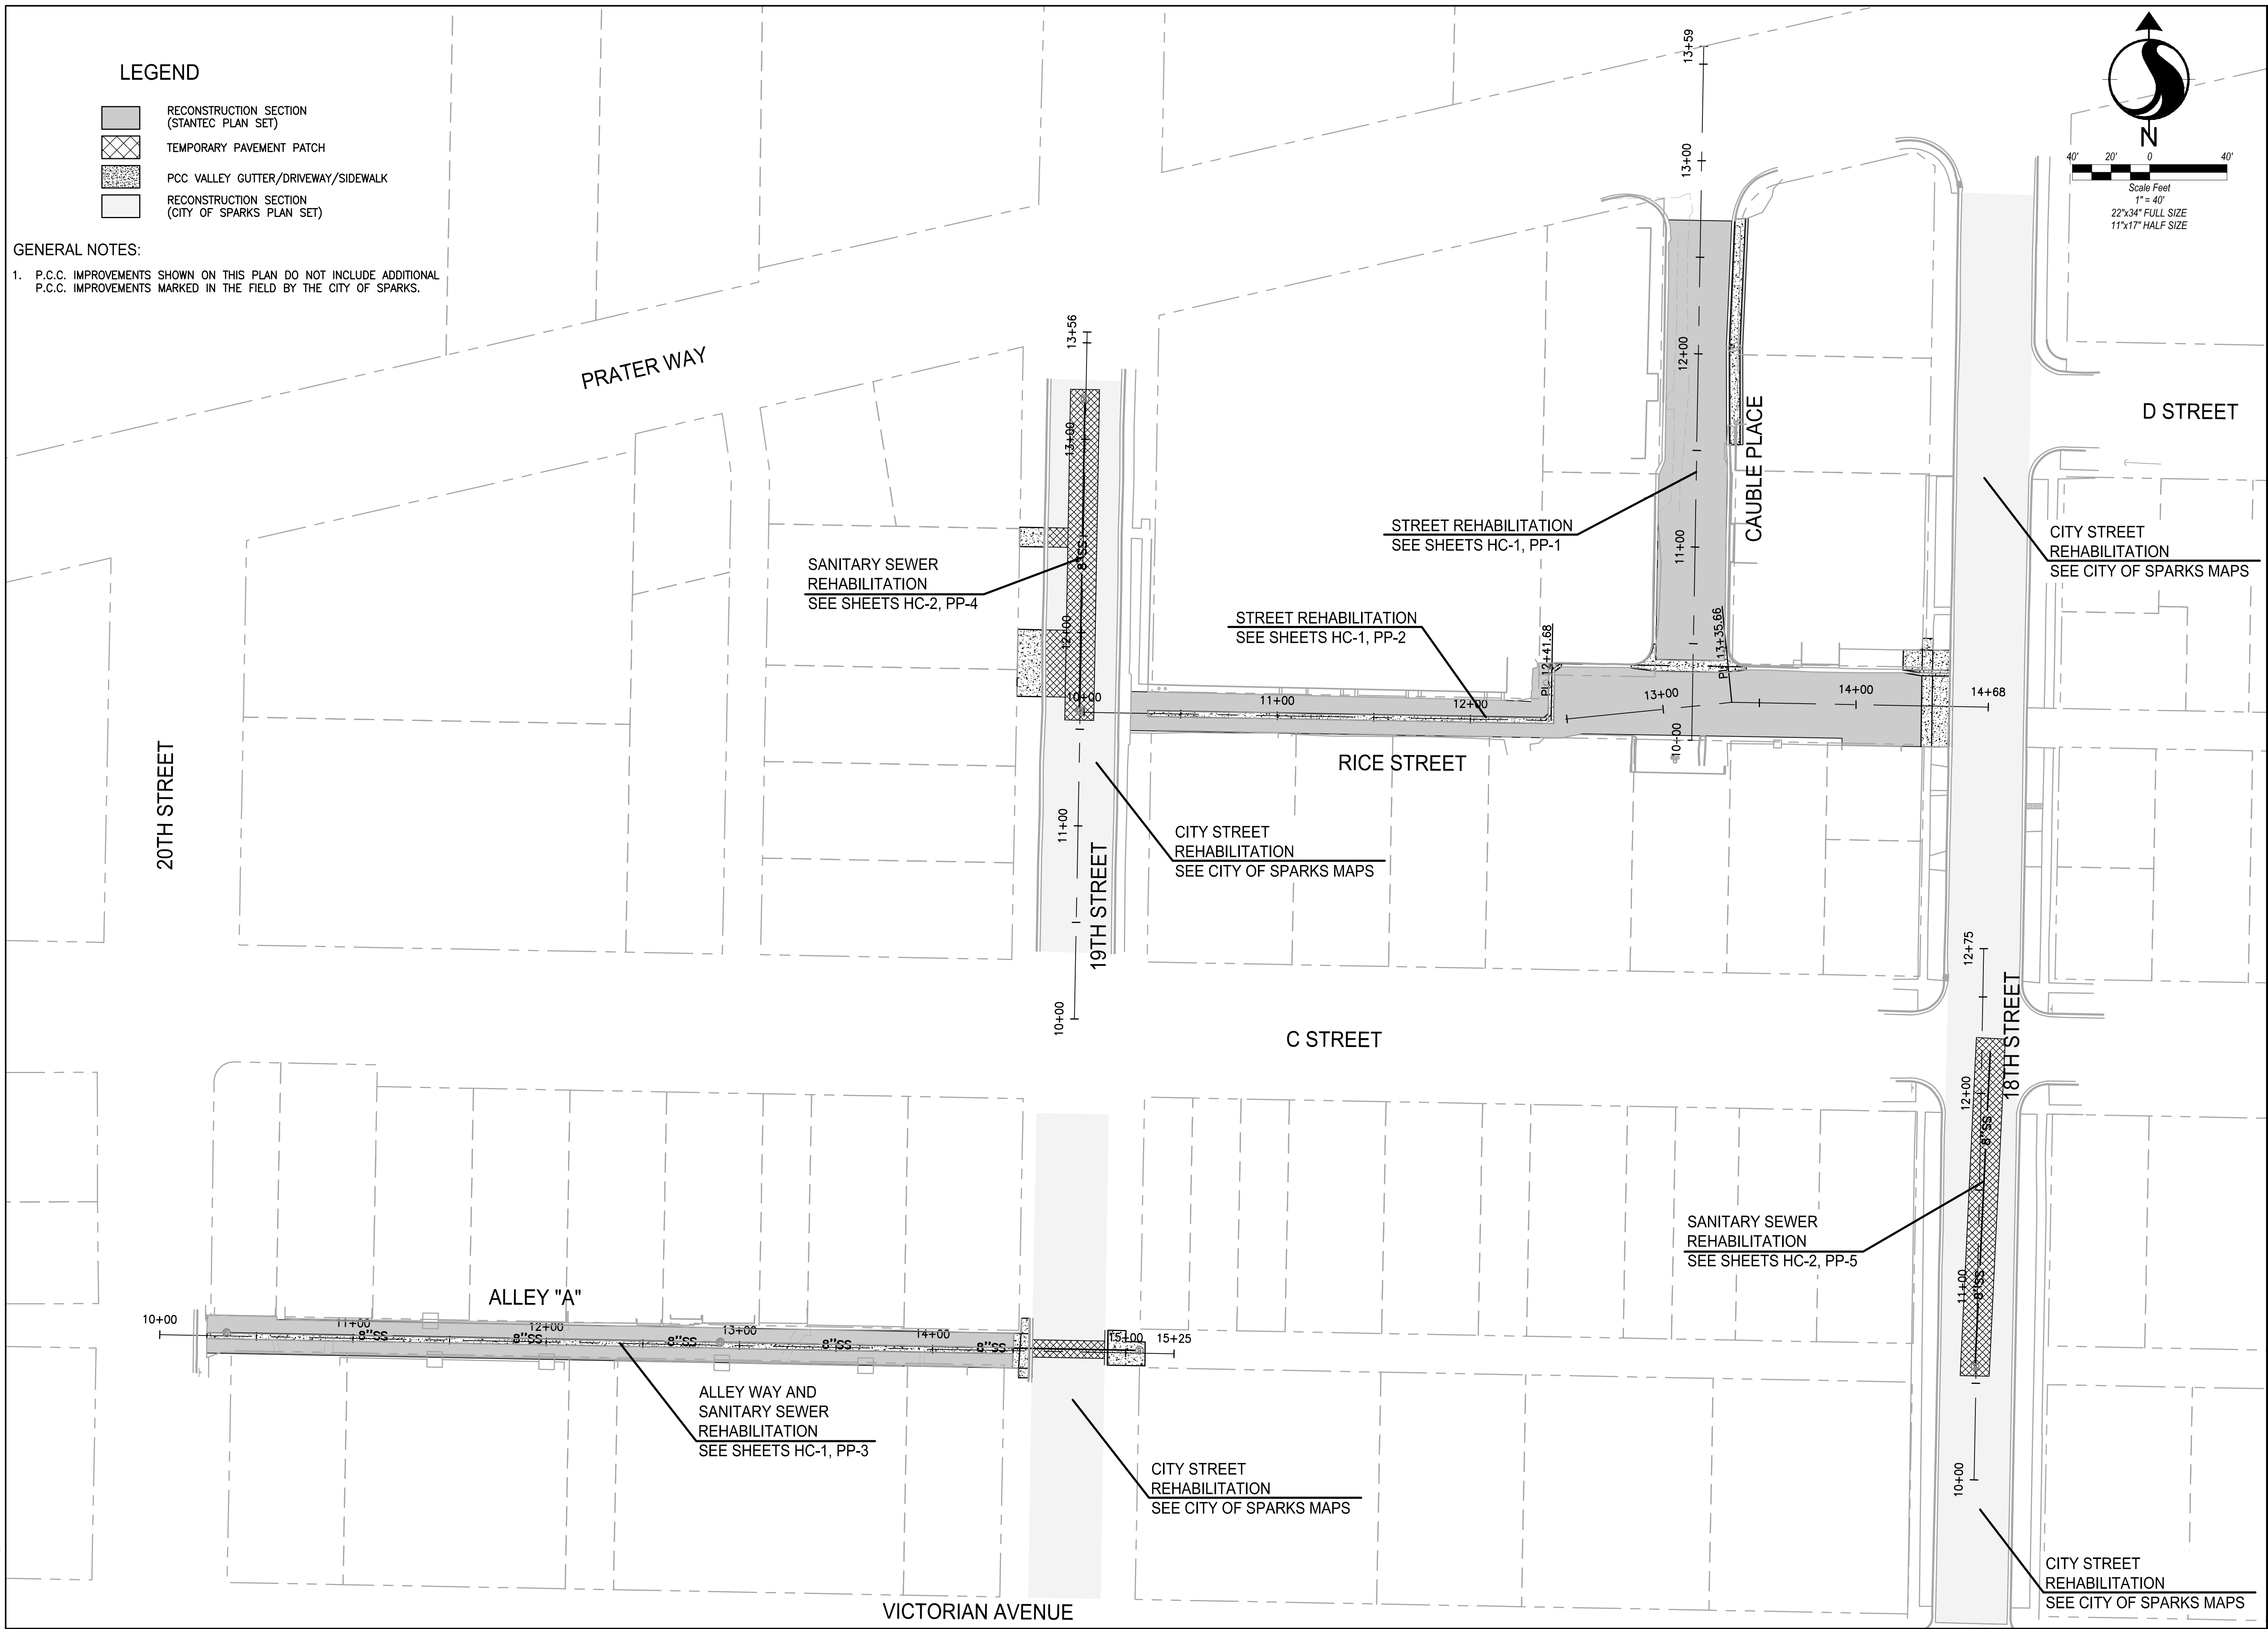 LEGEND
RECONSTRUCTION SECTION
(STANTEC PLAN SET)
TEMPORARY PAVEMENT PATCH
PCC VALLEY GUTTER/DRIVEWAY/SIDEWALK
RECONSTRUCTION SECTION
(CITY OF SPARKS PLAN SET)
GENERAL NOTES:
1. P.C.C. IMPROVEMENTS SHOWN ON THIS PLAN DO NOT INCLUDE ADDITIONAL
P.C.C. IMPROVEMENTS MARKED IN THE FIELD BY THE CITY OF SPARKS.
N
40' 20' 0 40'
Scale Feet
1" = 40'
22"x34" FULL SIZE
11"x17" HALF SIZE
13+59
13+00
12+00
11+00
10+00
CAUBLE PLACE
PRATER WAY
D STREET
13+56
13+00
8"SS
12+00
11+00
10+00
19TH STREET
SANITARY SEWER
REHABILITATION
SEE SHEETS HC-2, PP-4
STREET REHABILITATION
SEE SHEETS HC-1, PP-1
STREET REHABILITATION
SEE SHEETS HC-1, PP-2
CITY STREET
REHABILITATION
SEE CITY OF SPARKS MAPS
PI 12+41.68
PI 13+35.66
10+00
11+00
12+00
13+00
14+00
14+68
RICE STREET
20TH STREET
CITY STREET
REHABILITATION
SEE CITY OF SPARKS MAPS
C STREET
12+75
18TH STREET
12+00
8"SS
11+00
8"SS
10+00
SANITARY SEWER
REHABILITATION
SEE SHEETS HC-2, PP-5
ALLEY "A"
10+00
11+00
12+00
13+00
14+00
15+00
15+25
8"SS
8"SS
8"SS
8"SS
8"SS
ALLEY WAY AND
SANITARY SEWER
REHABILITATION
SEE SHEETS HC-1, PP-3
CITY STREET
REHABILITATION
SEE CITY OF SPARKS MAPS
CITY STREET
REHABILITATION
SEE CITY OF SPARKS MAPS
VICTORIAN AVENUE